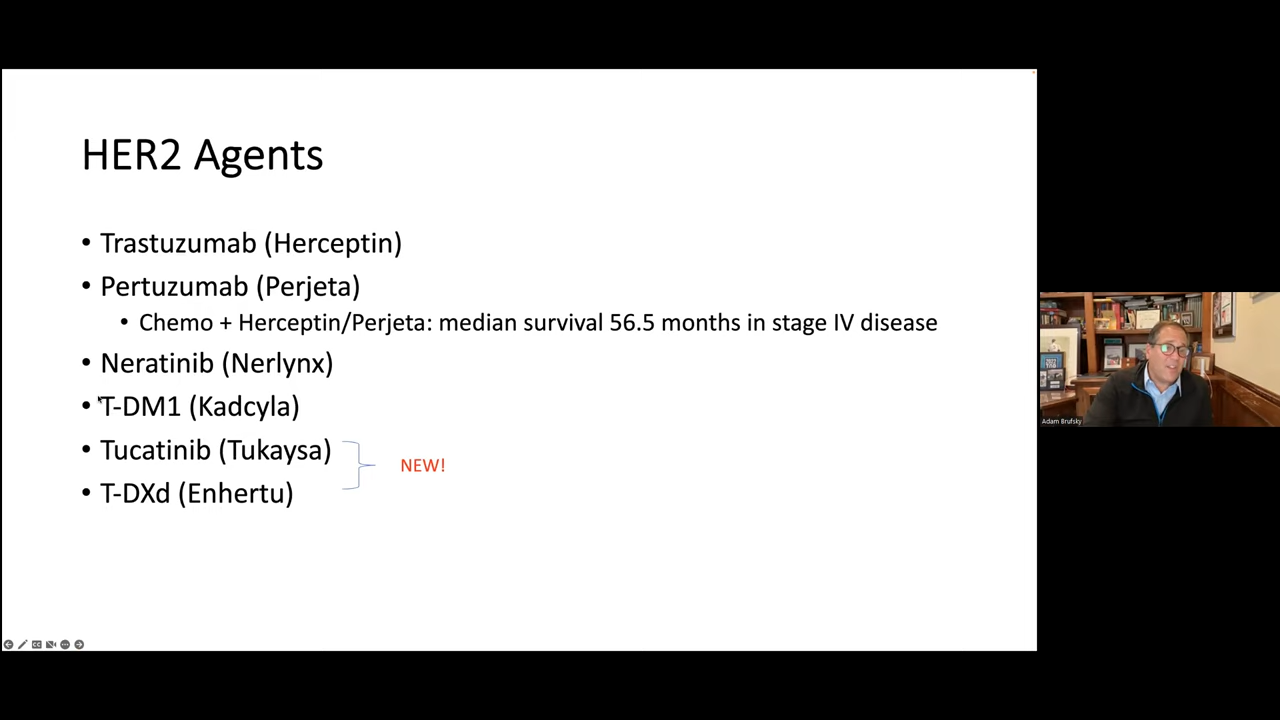 HER2 Agents
• Trastuzumab (Herceptin)
• Pertuzumab (Perjeta)
• Chemo + Herceptin/Perjeta: median survival 56.5 months in stage IV disease
• Neratinib (Nerlynx)
• T-DM1 (Kadcyla)
• Tucatinib (Tukaysa)
NEW!
• T-DXd (Enhertu)
Adam Brufsky